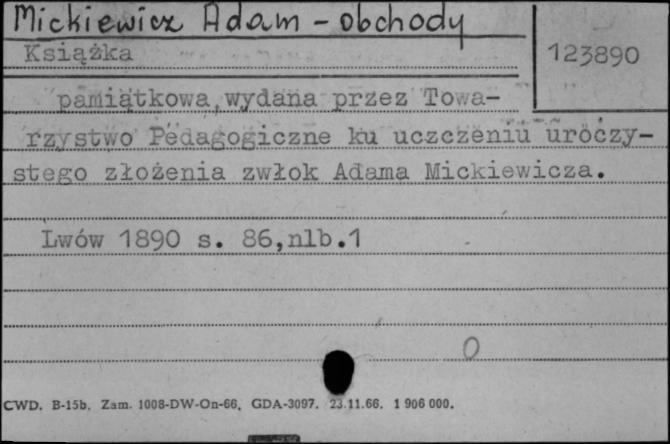 Mickiewicz Adam - obchody
Książka
123890
pamiątkowa, wydana przez Towa-
rzystwo Pedagogiczne ku uczczeniu uroczy-
stego złożenia zwłok Adama Mickiewicza.
Lwów 1890 s. 86, nlb.1
0
CWD. B-15b. Zam. 1008-DW-On-66. GDA-3097. 23.11.66. 1 906 000.